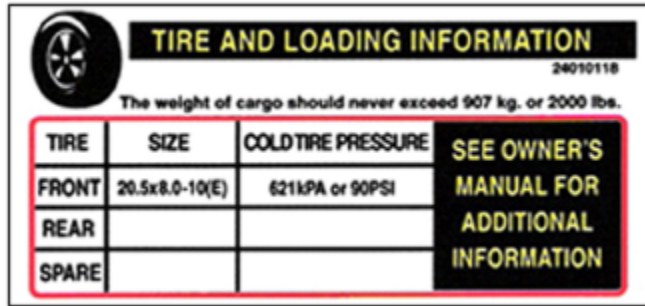 TIRE AND LOADING INFORMATION
24010118
The weight of cargo should never exceed 907 kg. or 2000 lbs.
TIRE SIZE COLD TIRE PRESSURE SEE OWNER'S MANUAL FOR ADDITIONAL INFORMATION
FRONT 20.5x8.0-10(E) 621kPA or 90PSI
REAR
SPARE